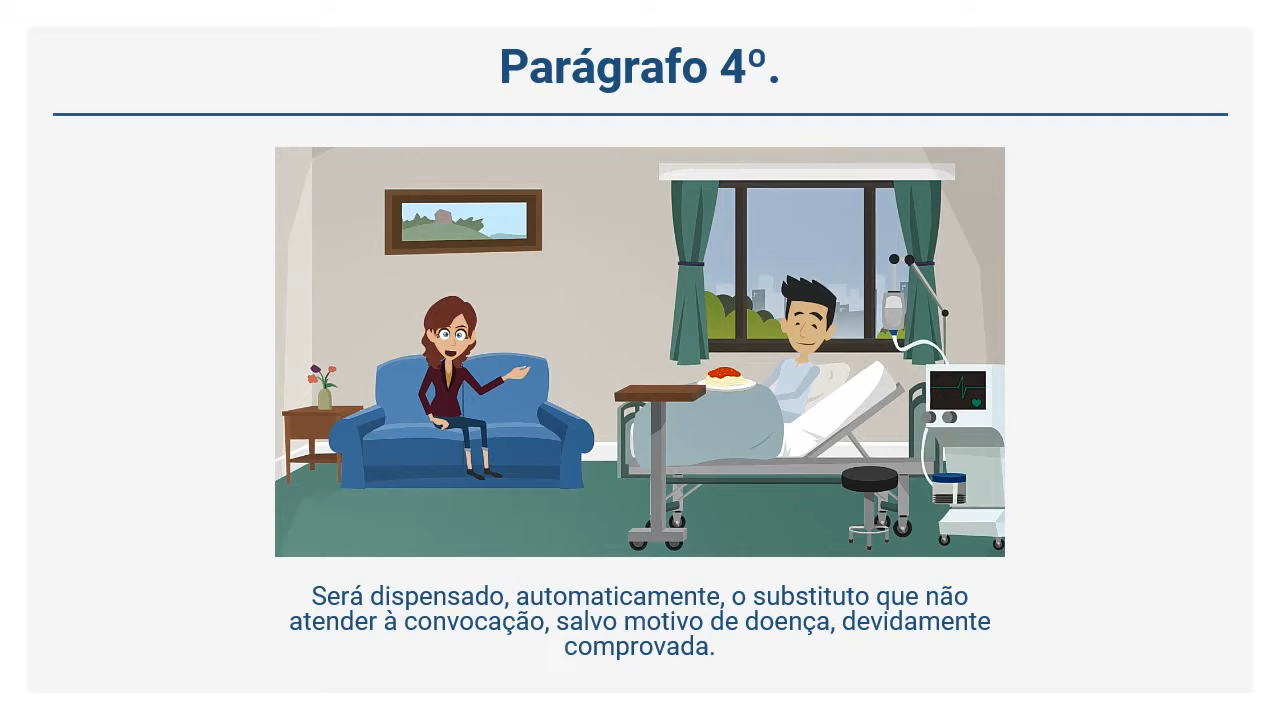 Parágrafo 4º.
Será dispensado, automaticamente, o substituto que não
atender à convocação, salvo motivo de doença, devidamente
comprovada.